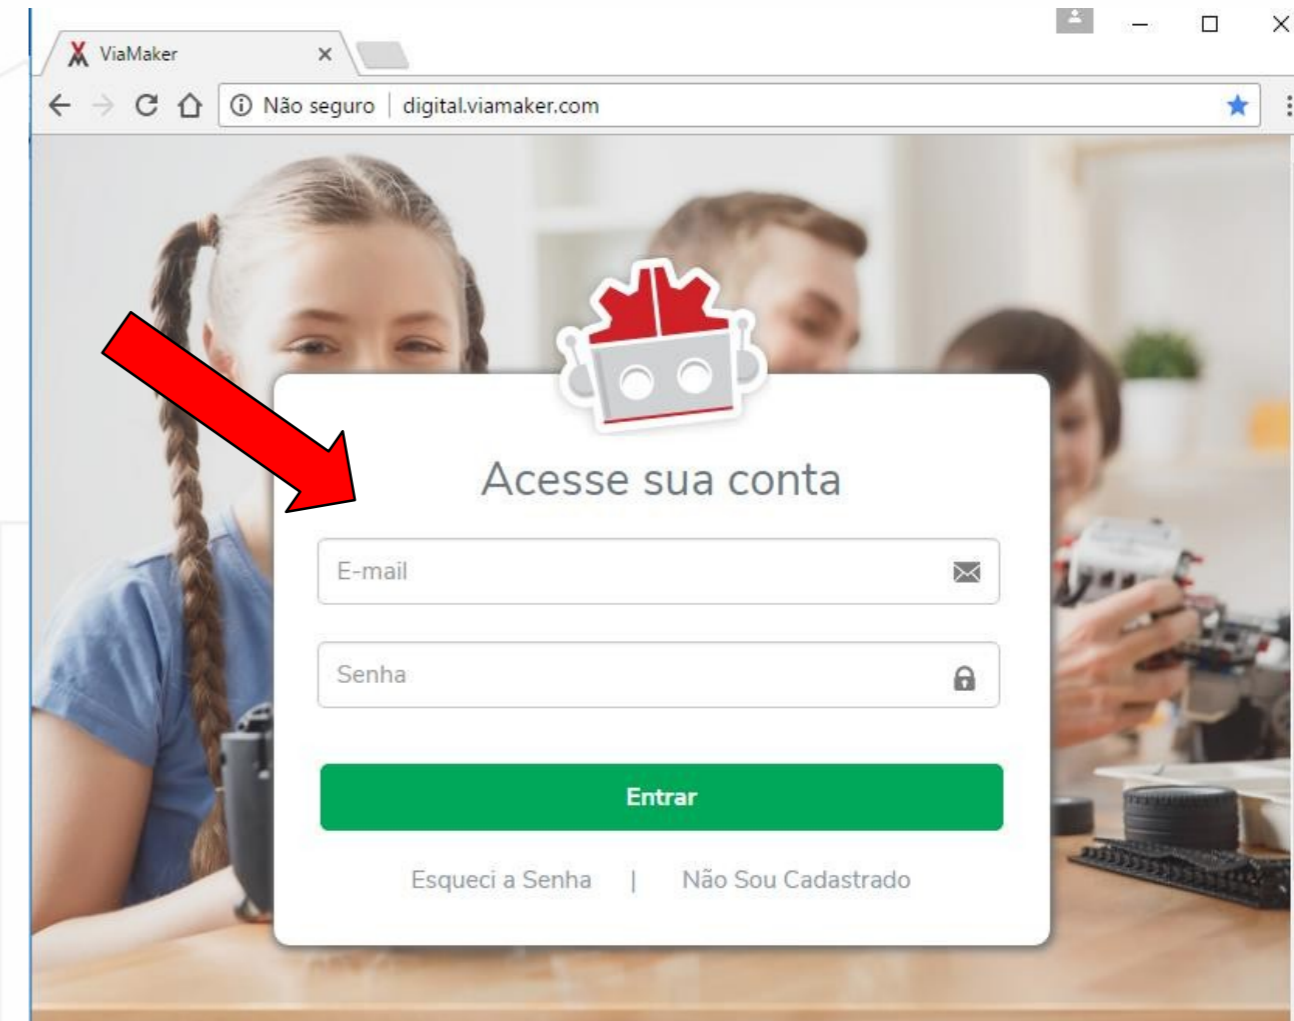 ViaMaker
Não seguro | digital.viamaker.com
Acesse sua conta
E-mail
Senha
Entrar
Esqueci a Senha | Não Sou Cadastrado